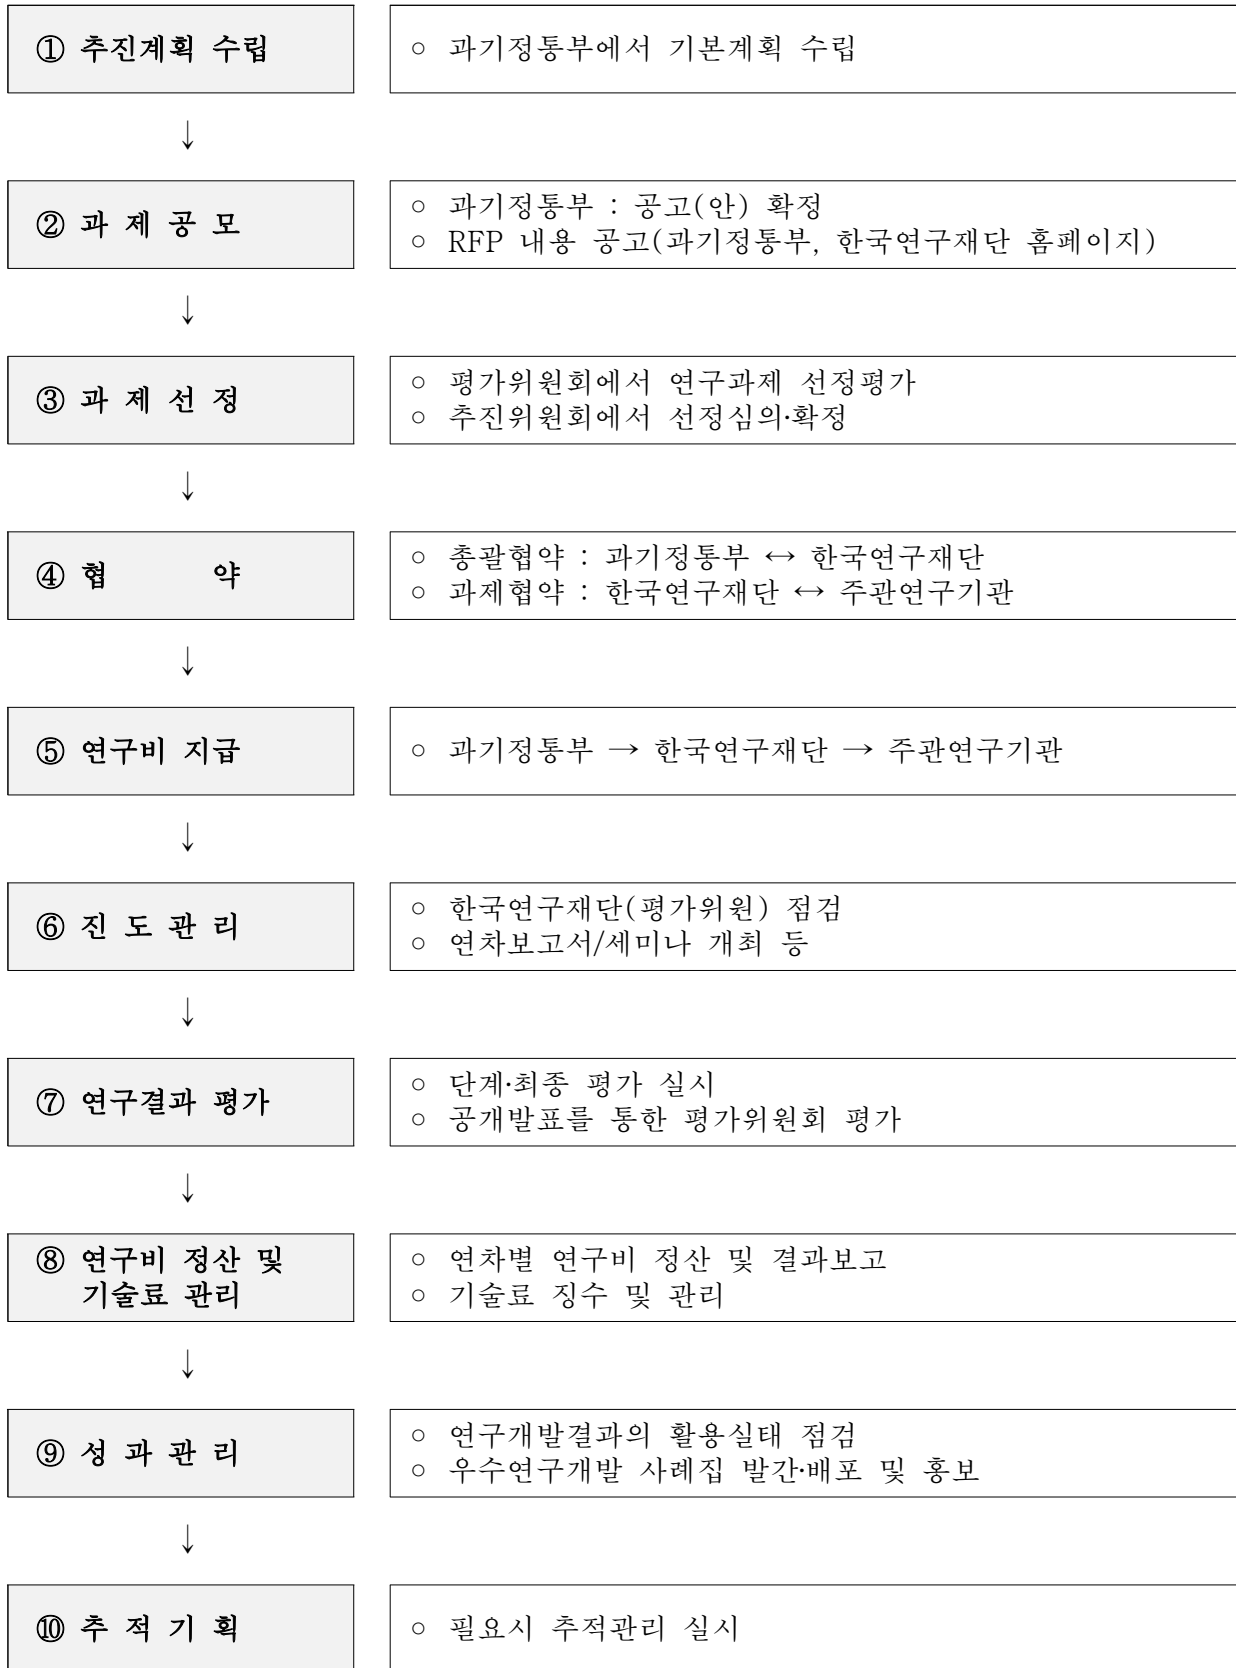 ① 추진계획 수립
○ 과기정통부에서 기본계획 수립
↓
② 과 제 공 모
○ 과기정통부 : 공고(안) 확정
○ RFP 내용 공고(과기정통부, 한국연구재단 홈페이지)
↓
③ 과 제 선 정
○ 평가위원회에서 연구과제 선정평가
○ 추진위원회에서 선정심의·확정
↓
④ 협 약
○ 총괄협약 : 과기정통부 ↔ 한국연구재단
○ 과제협약 : 한국연구재단 ↔ 주관연구기관
↓
⑤ 연구비 지급
○ 과기정통부 → 한국연구재단 → 주관연구기관
↓
⑥ 진 도 관 리
○ 한국연구재단(평가위원) 점검
○ 연차보고서/세미나 개최 등
↓
⑦ 연구결과 평가
○ 단계·최종 평가 실시
○ 공개발표를 통한 평가위원회 평가
↓
⑧ 연구비 정산 및
기술료 관리
○ 연차별 연구비 정산 및 결과보고
○ 기술료 징수 및 관리
↓
⑨ 성 과 관 리
○ 연구개발결과의 활용실태 점검
○ 우수연구개발 사례집 발간·배포 및 홍보
↓
⑩ 추 적 기 획
○ 필요시 추적관리 실시